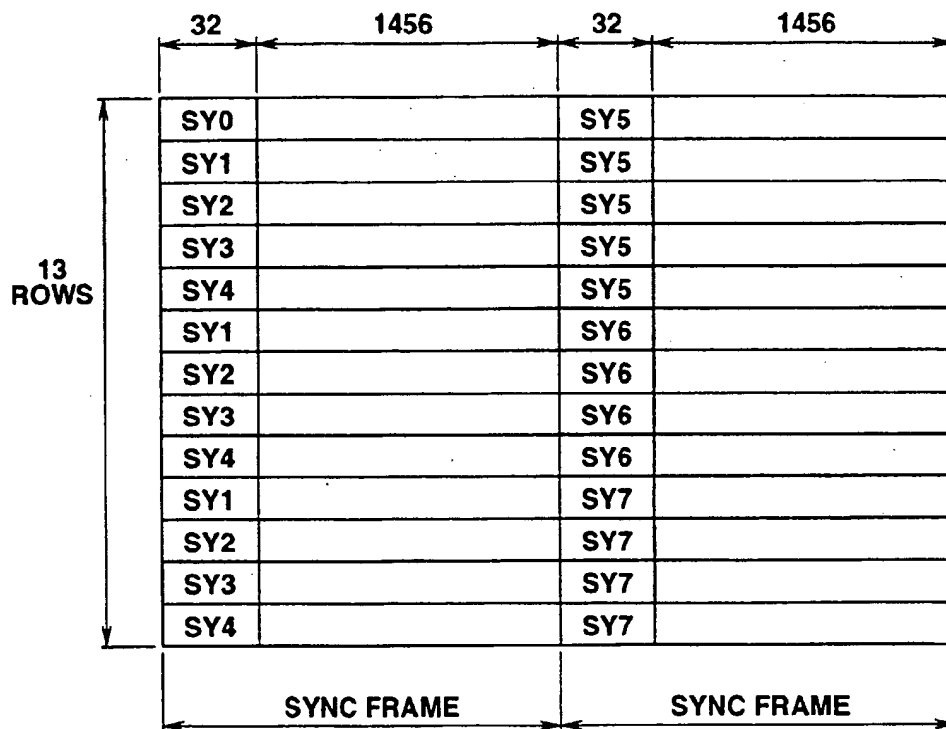 32 1456 32 1456
SY0 SY5
SY1 SY5
SY2 SY5
SY3 SY5
13
ROWS
SY4 SY5
SY1 SY6
SY2 SY6
SY3 SY6
SY4 SY6
SY1 SY7
SY2 SY7
SY3 SY7
SY4 SY7
SYNC FRAME SYNC FRAME